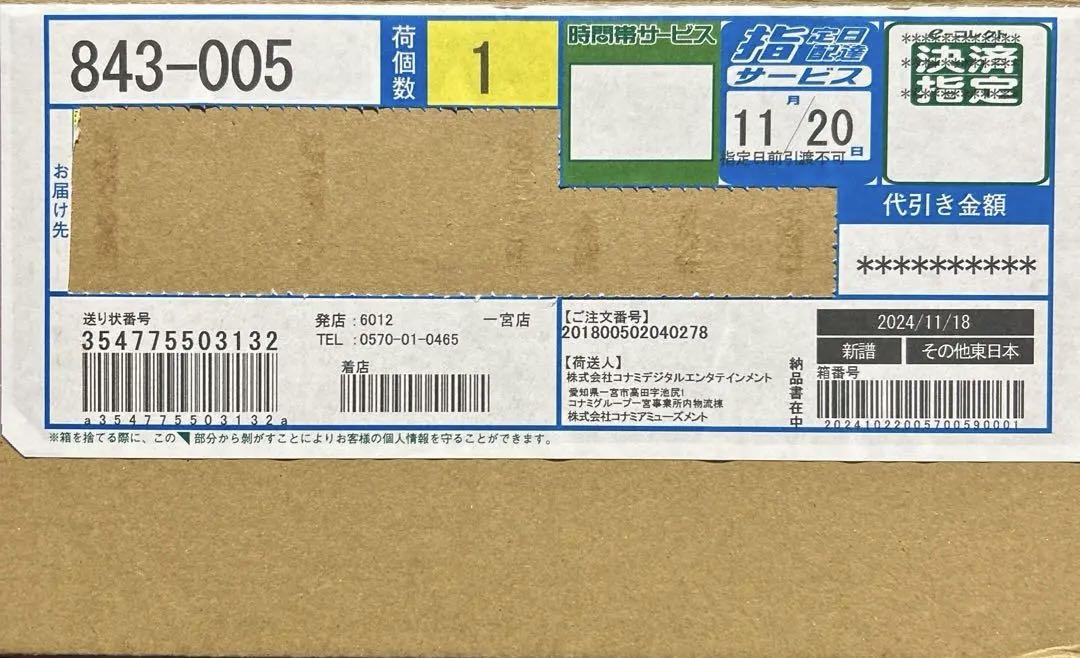 843-005
荷個数
1
時間帯サービス
指定日配達
サービス
月
11/20
日
指定日前引渡不可
e-コレクト
決済
指定
お届け先
代引き金額
**********
送り状番号
354775503132
a354775503132a
発店:6012
一宮店
TEL:0570-01-0465
着店
【ご注文番号】
201800502040278
【荷送人】
株式会社コナミデジタルエンタテインメント
愛知県一宮市高田字池尻1
コナミグループ一宮事業所内物流棟
株式会社コナミアミューズメント
納品書在中
2024/11/18
新譜
その他東日本
箱番号
20241022005700590001
※箱を捨てる際に、この部分から剝がすことによりお客様の個人情報を守ることができます。